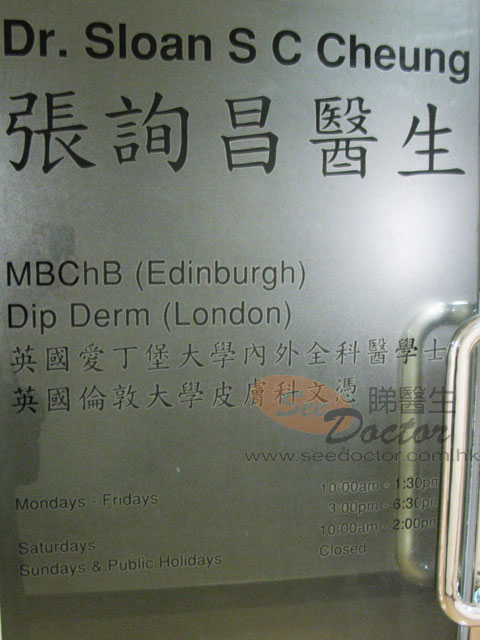 Dr. Sloan S C Cheung
張詢昌醫生
MBChB (Edinburgh)
Dip Derm (London)
英國愛丁堡大學內外全科醫學士
英國倫敦大學皮膚科文憑
See Doctor 睇醫生
www.seedoctor.com.hk
Mondays - Fridays 10:00am - 1:30pm
3:00pm - 6:30pm
Saturdays 10:00am - 2:00pm
Sundays & Public Holidays Closed